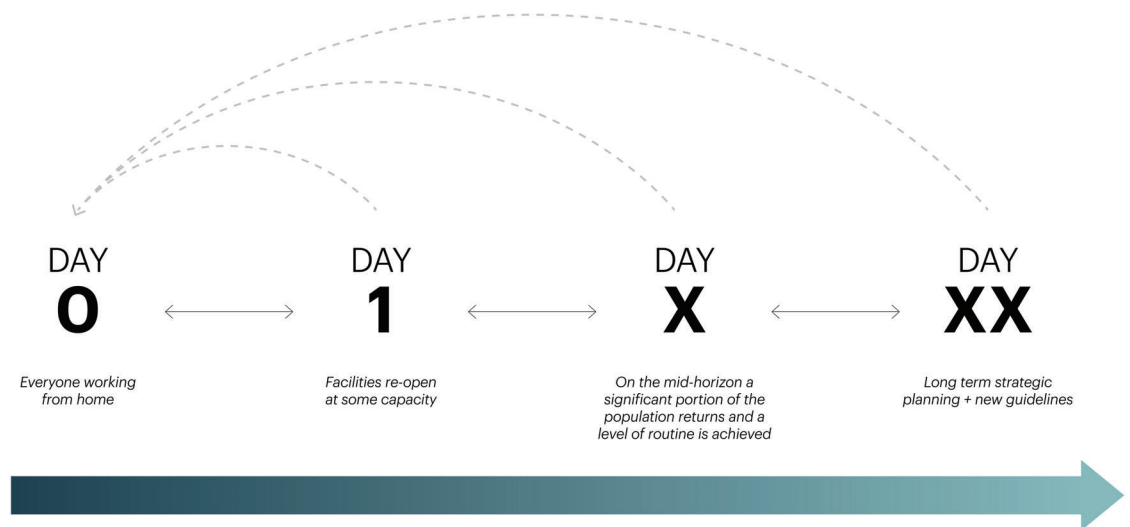 DAY
0
Everyone working
from home
DAY
1
Facilities re-open
at some capacity
DAY
X
On the mid-horizon a
significant portion of the
population returns and a
level of routine is achieved
DAY
XX
Long term strategic
planning + new guidelines